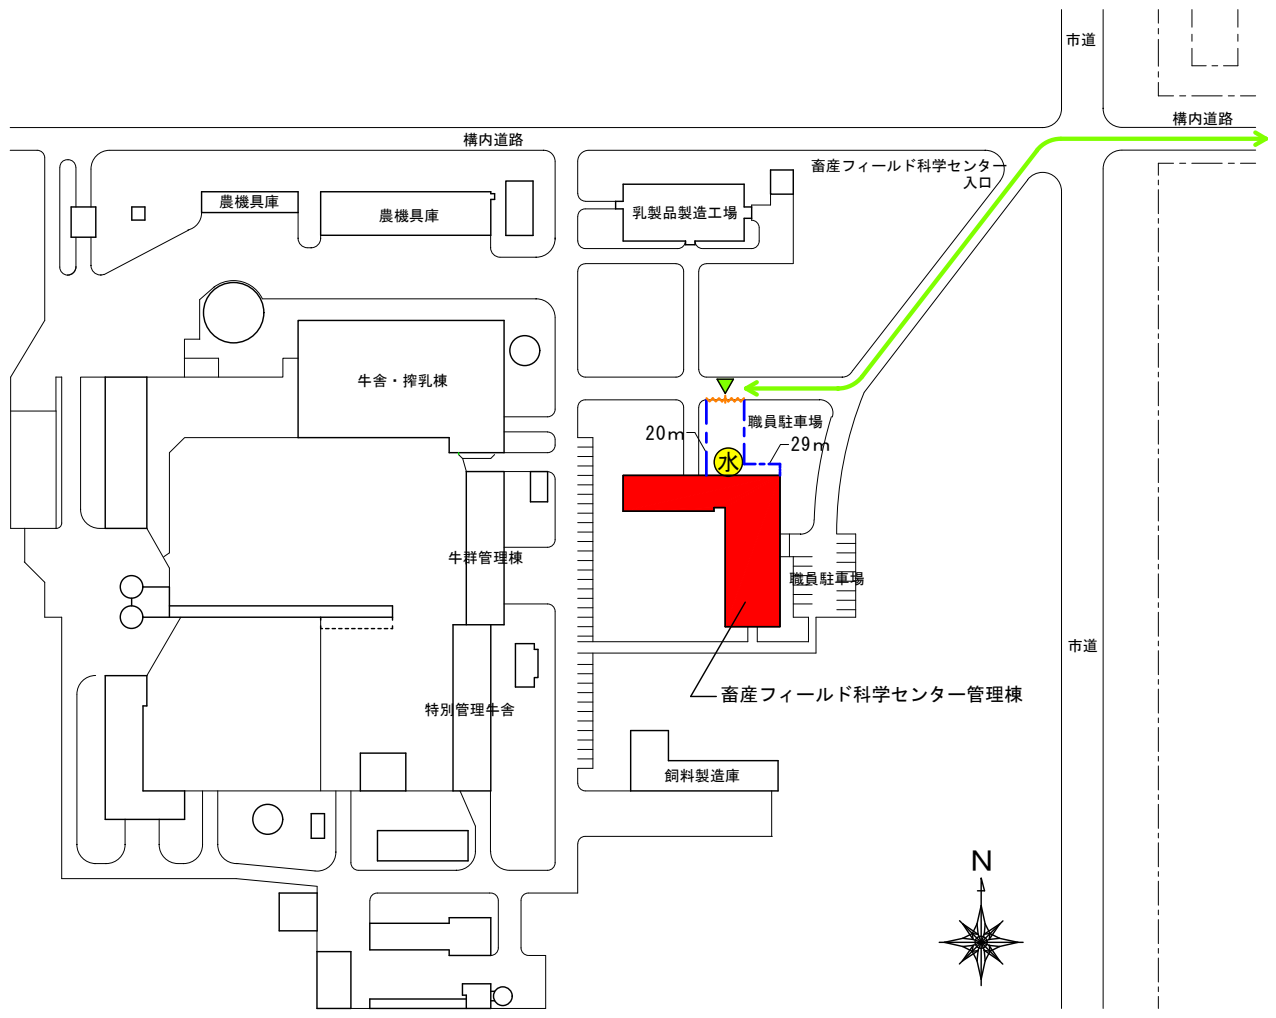 市道
構内道路
構内道路
畜産フィールド科学センター
入口
農機具庫
農機具庫
乳製品製造工場
牛舎・搾乳棟
職員駐車場
20m
29m
水
牛群管理棟
職員駐車場
市道
畜産フィールド科学センター管理棟
特別管理牛舎
飼料製造庫
N